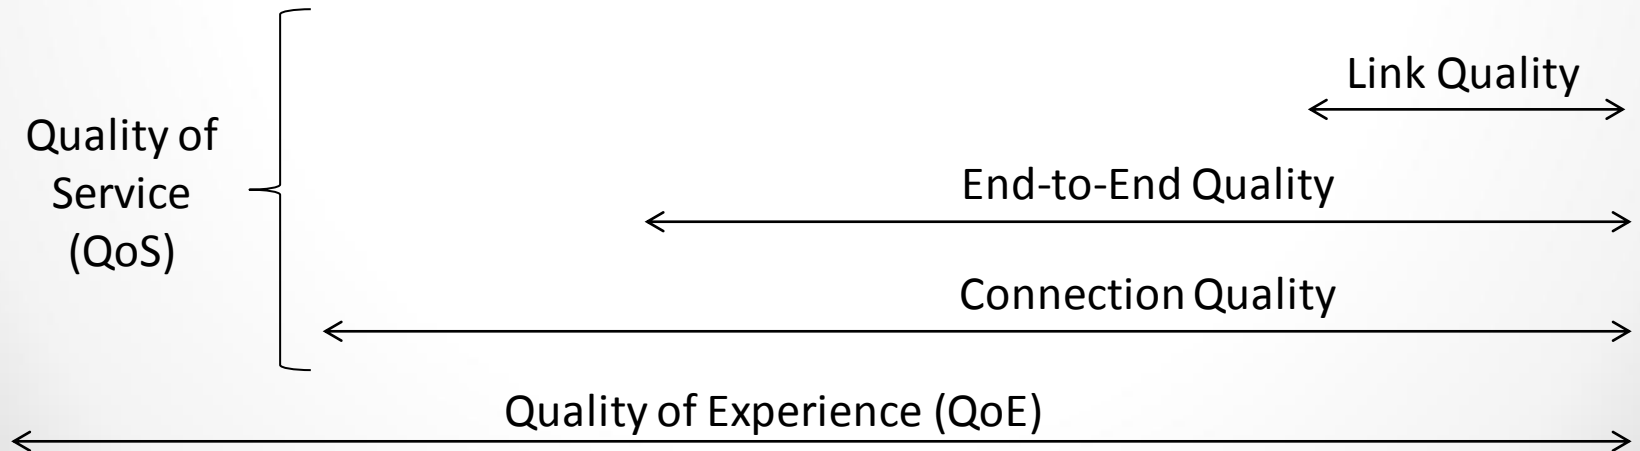 Link Quality
Quality of
Service
(QoS)
End-to-End Quality
Connection Quality
Quality of Experience (QoE)